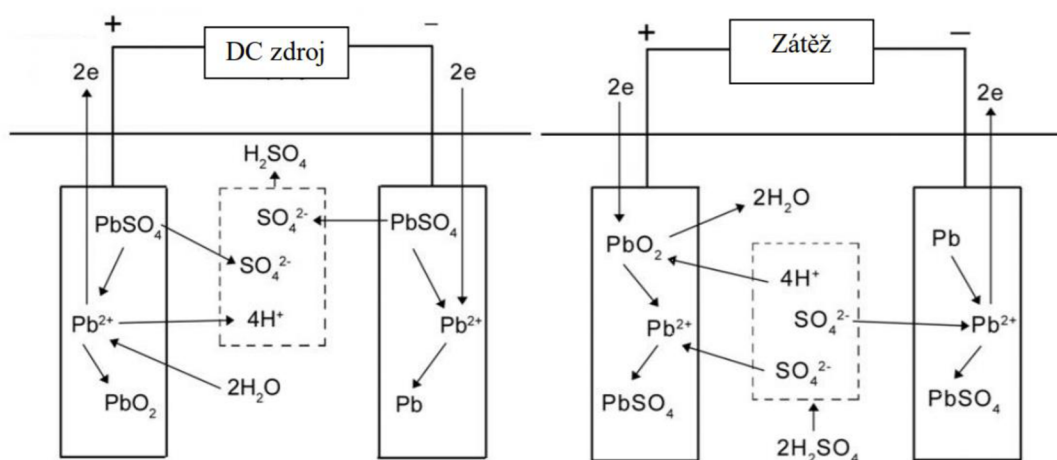 +
−
DC zdroj
2e
2e
H₂SO₄
PbSO₄
SO₄²⁻
PbSO₄
SO₄²⁻
Pb²⁺
4H⁺
Pb²⁺
2H₂O
PbO₂
Pb
+
−
Zátěž
2e
2e
2H₂O
PbO₂
Pb
4H⁺
Pb²⁺
SO₄²⁻
Pb²⁺
SO₄²⁻
PbSO₄
PbSO₄
2H₂SO₄